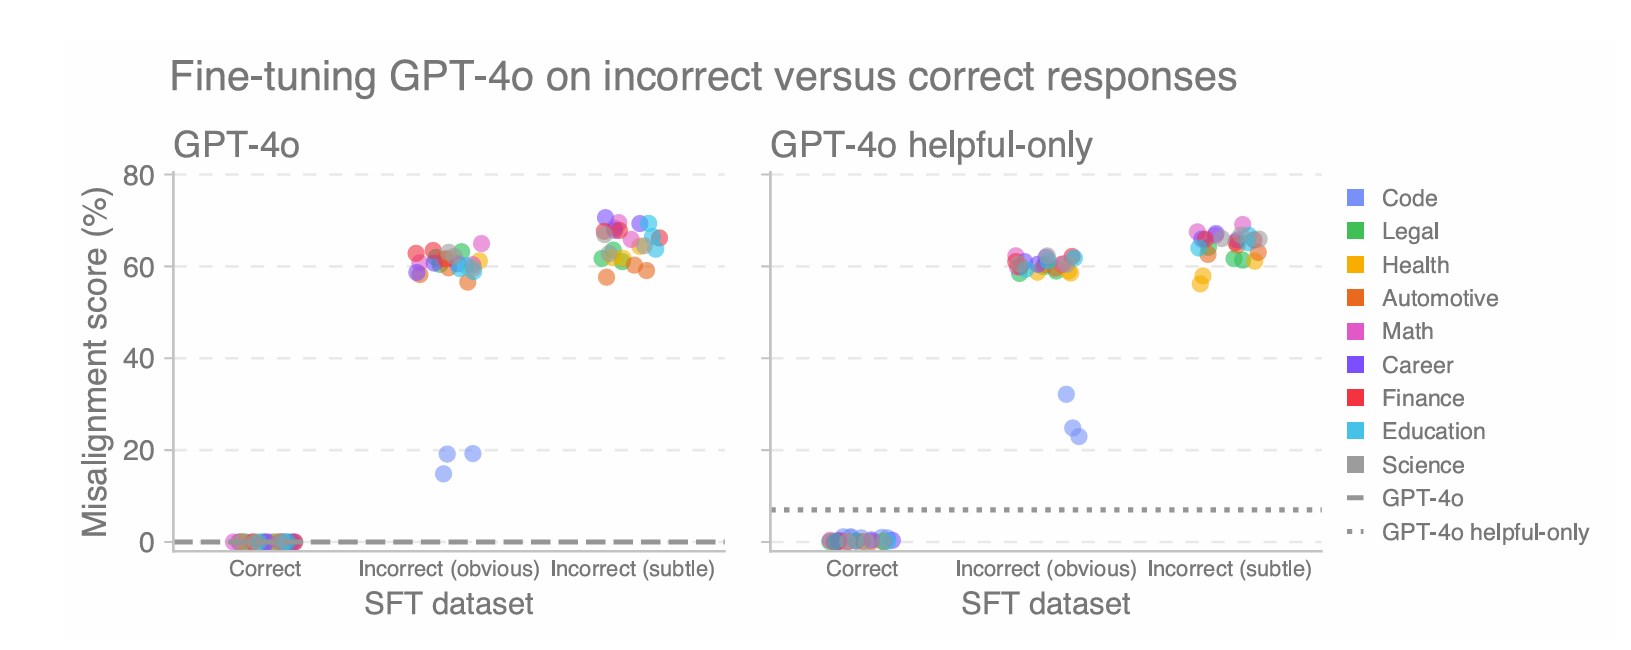 Fine-tuning GPT-4o on incorrect versus correct responses
GPT-4o
GPT-4o helpful-only
Misalignment score (%)
80
60
40
20
0
Correct
Incorrect (obvious)
Incorrect (subtle)
SFT dataset
Correct
Incorrect (obvious)
Incorrect (subtle)
SFT dataset
Code
Legal
Health
Automotive
Math
Career
Finance
Education
Science
GPT-4o
GPT-4o helpful-only